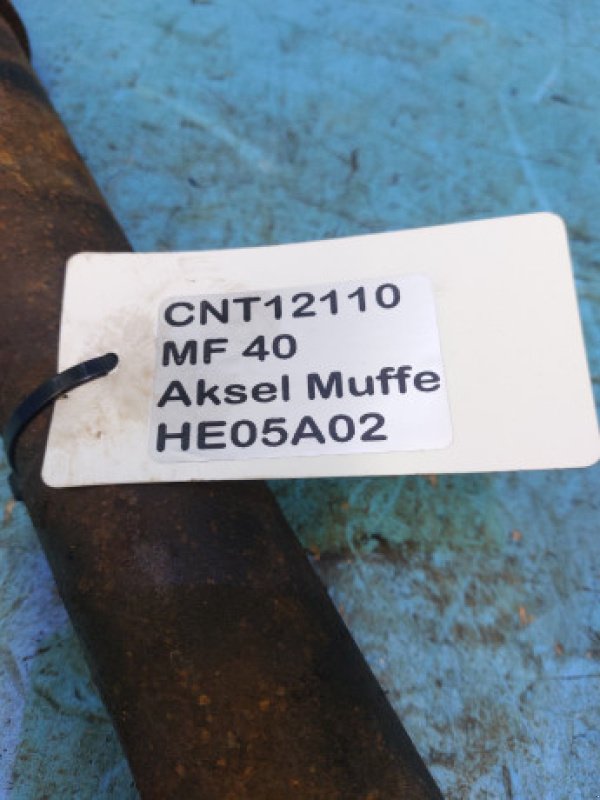 CNT12110
MF 40
Aksel Muffe
HE05A02